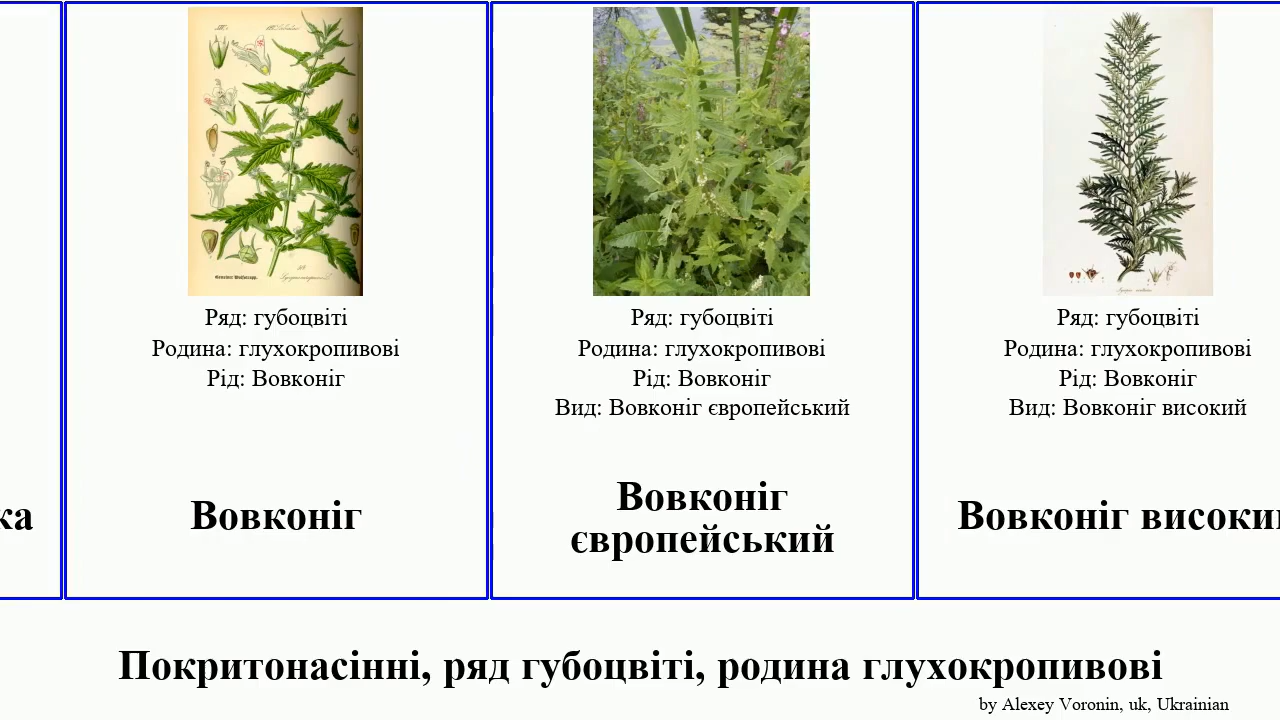 Ряд: губоцвіті
Родина: глухокропивові
Рід: Вовконіг
Вовконіг
Ряд: губоцвіті
Родина: глухокропивові
Рід: Вовконіг
Вид: Вовконіг європейський
Вовконіг
європейський
Ряд: губоцвіті
Родина: глухокропивові
Рід: Вовконіг
Вид: Вовконіг високий
Вовконіг
Покритонасінні, ряд губоцвіті, родина глухокропивові
by Alexey Voronin, uk, Ukrainian